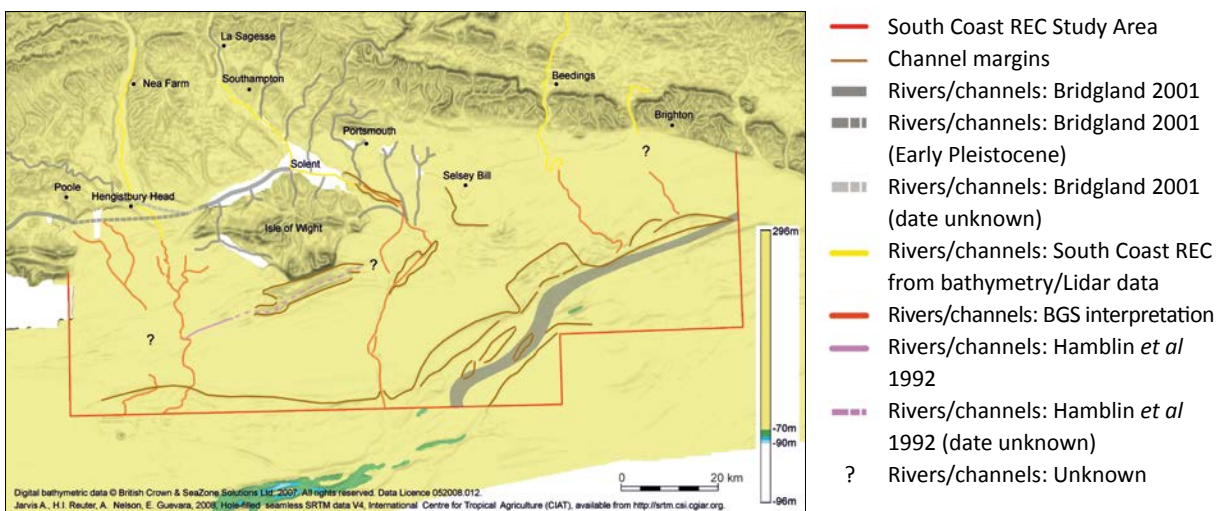 La Sagesse
Nea Farm
Southampton
Beedings
Portsmouth
Brighton
?
Solent
Poole
Selsey Bill
Hengistbury Head
Isle of Wight
?
?
296m
-70m
-90m
-96m
0 20 km
Digital bathymetric data © British Crown & SeaZone Solutions Ltd. 2007. All rights reserved. Data Licence 052008.012.
Jarvis A., H.I. Reuter, A. Nelson, E. Guevara, 2008, Hole-filled seamless SRTM data V4, International Centre for Tropical Agriculture (CIAT), available from http://srtm.csi.cgiar.org.
South Coast REC Study Area
Channel margins
Rivers/channels: Bridgland 2001
Rivers/channels: Bridgland 2001
(Early Pleistocene)
Rivers/channels: Bridgland 2001
(date unknown)
Rivers/channels: South Coast REC
from bathymetry/Lidar data
Rivers/channels: BGS interpretation
Rivers/channels: Hamblin et al
1992
Rivers/channels: Hamblin et al
1992 (date unknown)
? Rivers/channels: Unknown